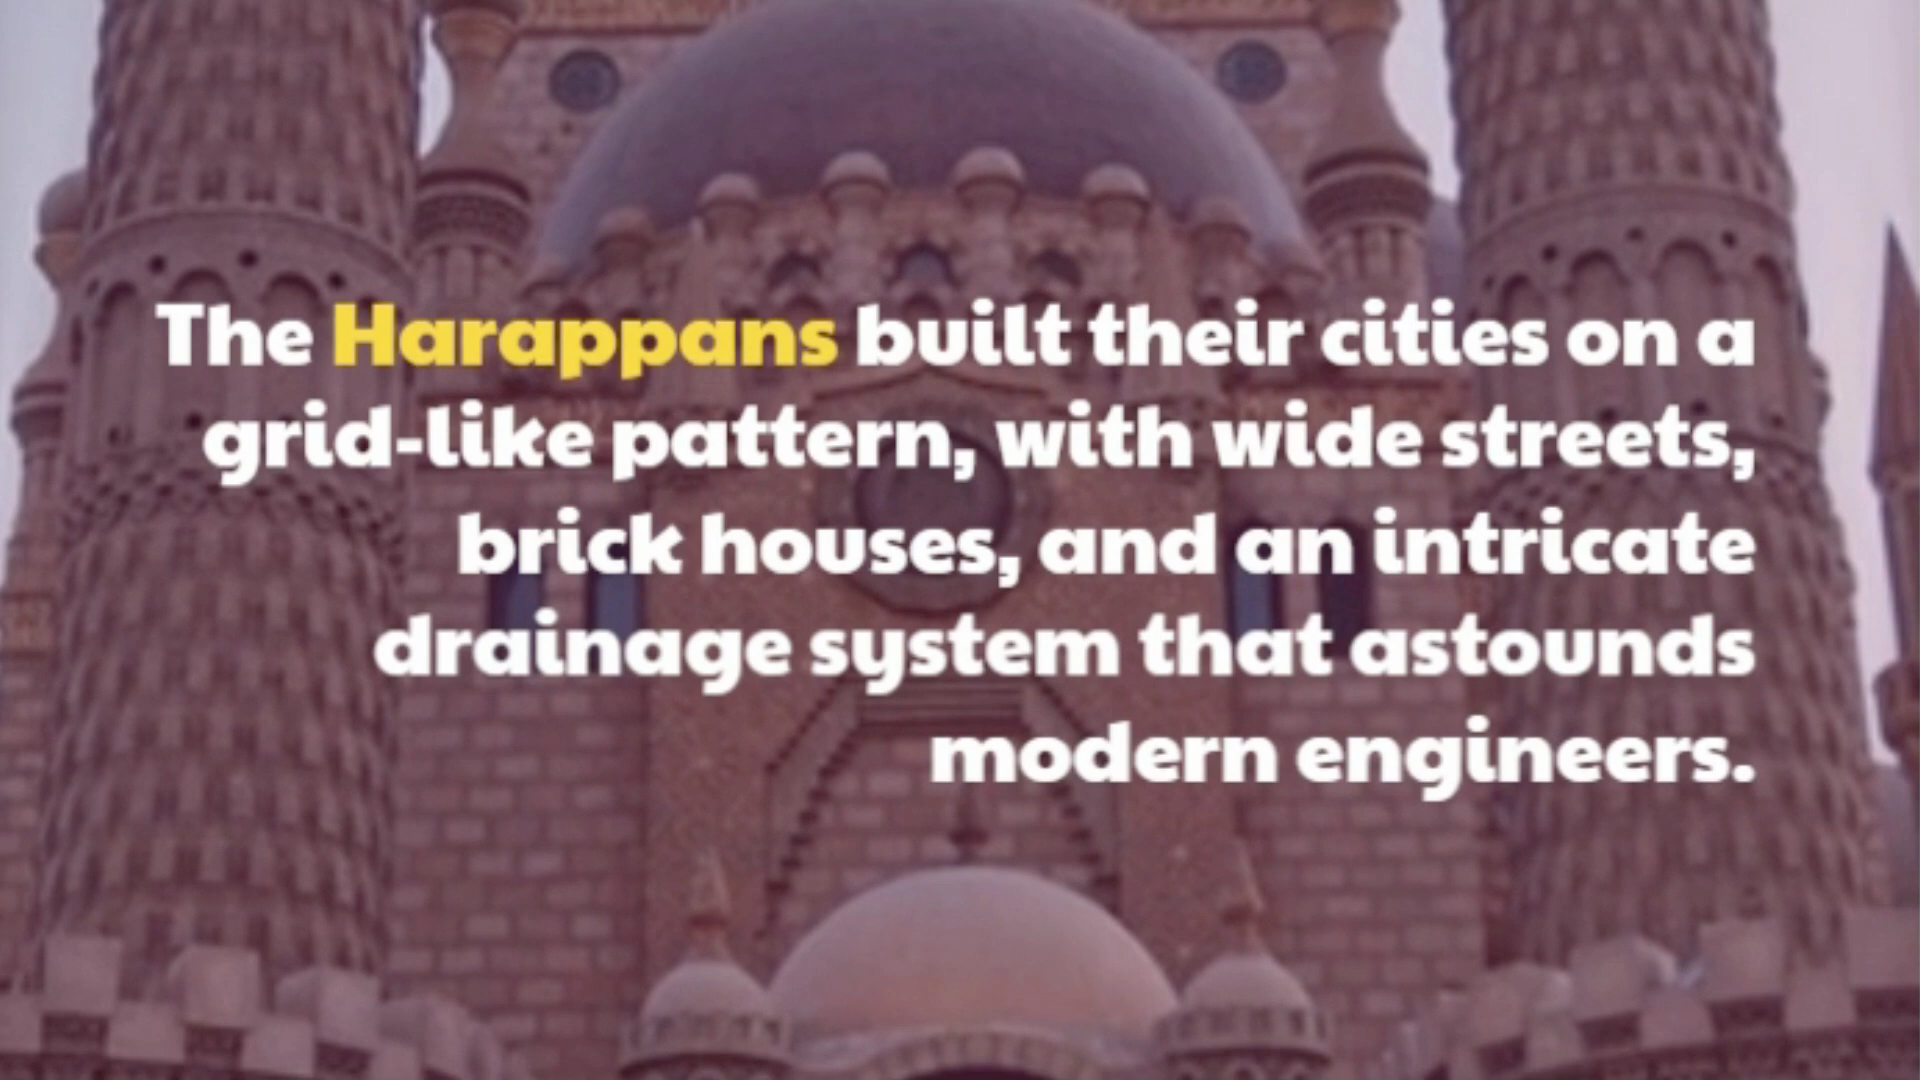 The Harappans built their cities on a
grid-like pattern, with wide streets,
brick houses, and an intricate
drainage system that astounds
modern engineers.